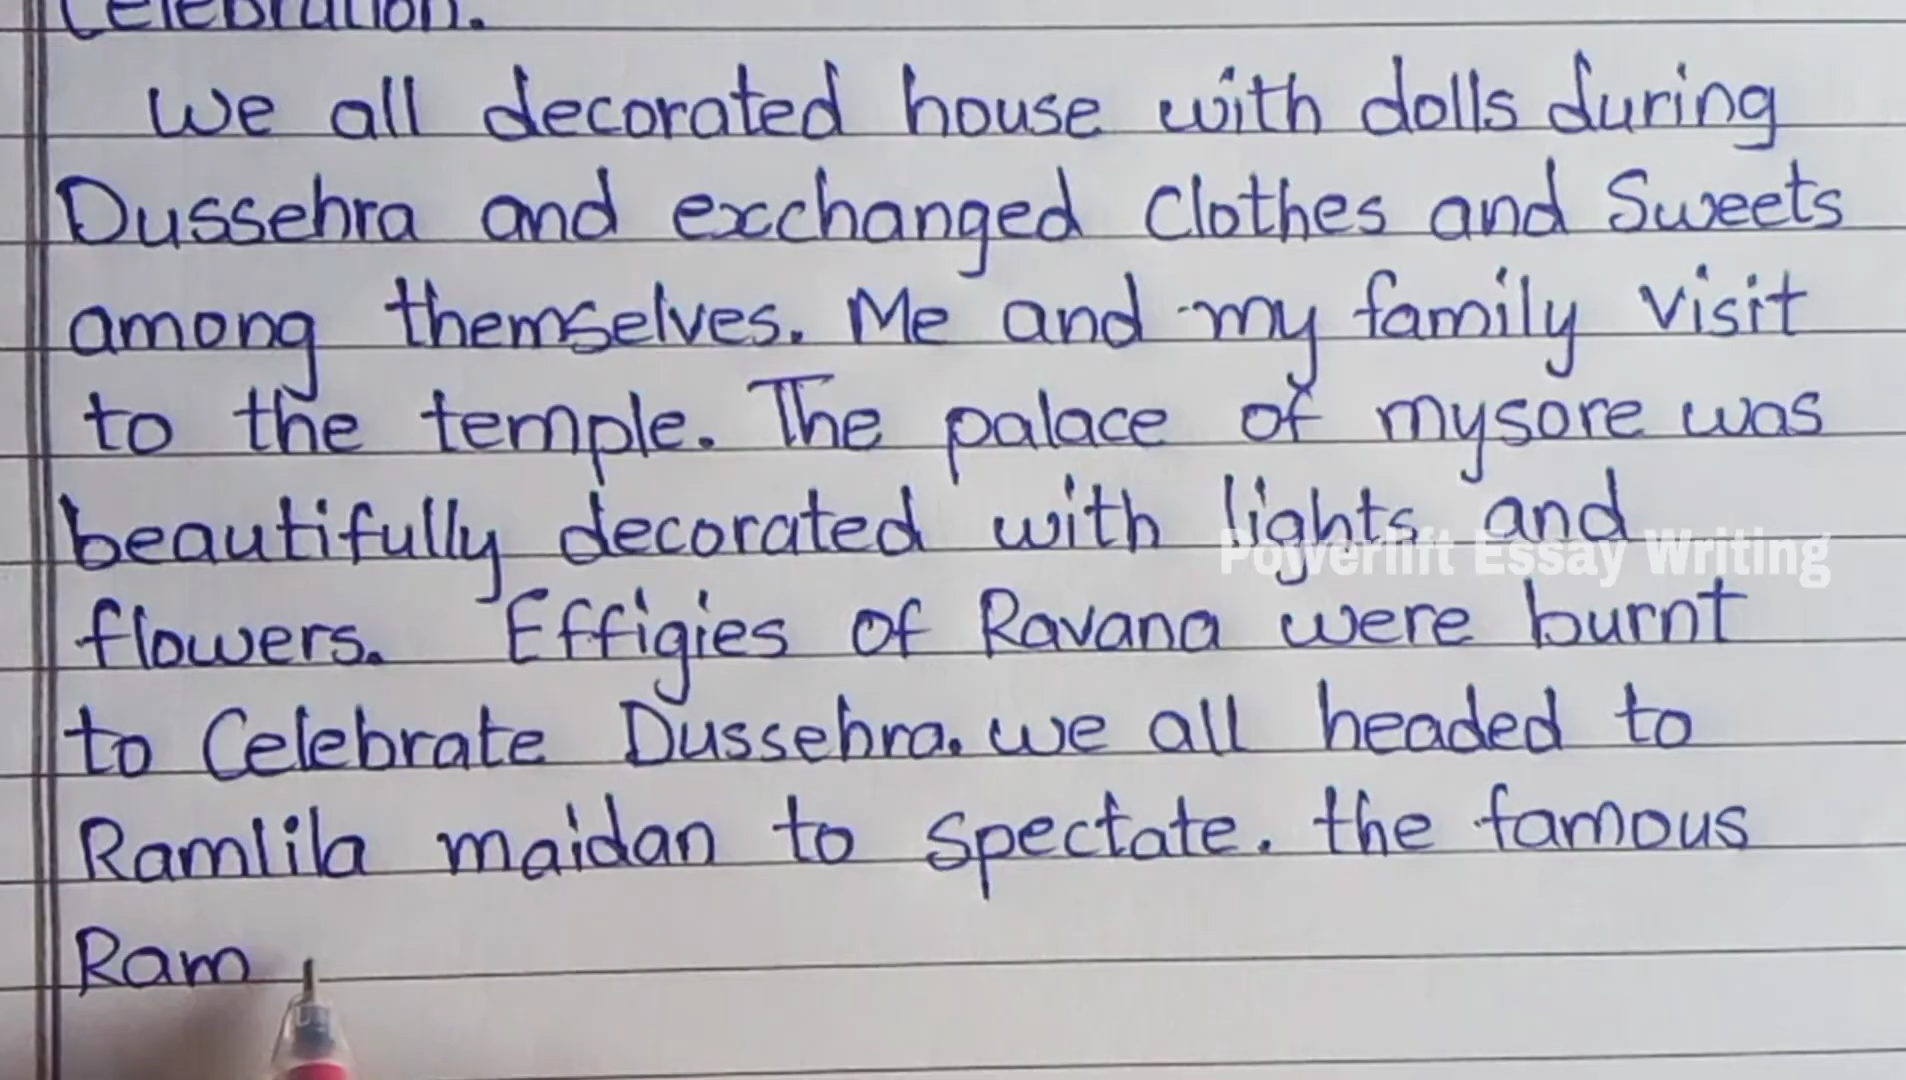 Celebration.
We all decorated house with dolls during
Dussehra and exchanged Clothes and Sweets
among themselves. Me and my family visit
to the temple. The palace of mysore was
beautifully decorated with lights and
Powerlift Essay Writing
flowers. Effigies of Ravana were burnt
to Celebrate Dussehra. we all headed to
Ramlila maidan to spectate. the famous
Ram